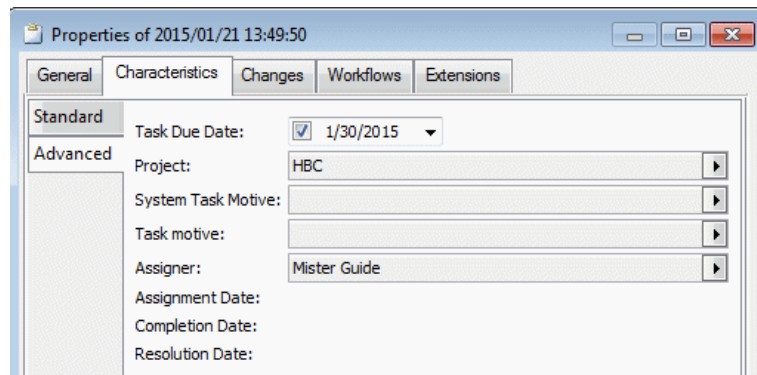 Properties of 2015/01/21 13:49:50
General Characteristics Changes Workflows Extensions
Standard
Advanced
Task Due Date: 1/30/2015
Project: HBC
System Task Motive:
Task motive:
Assigner: Mister Guide
Assignment Date:
Completion Date:
Resolution Date: